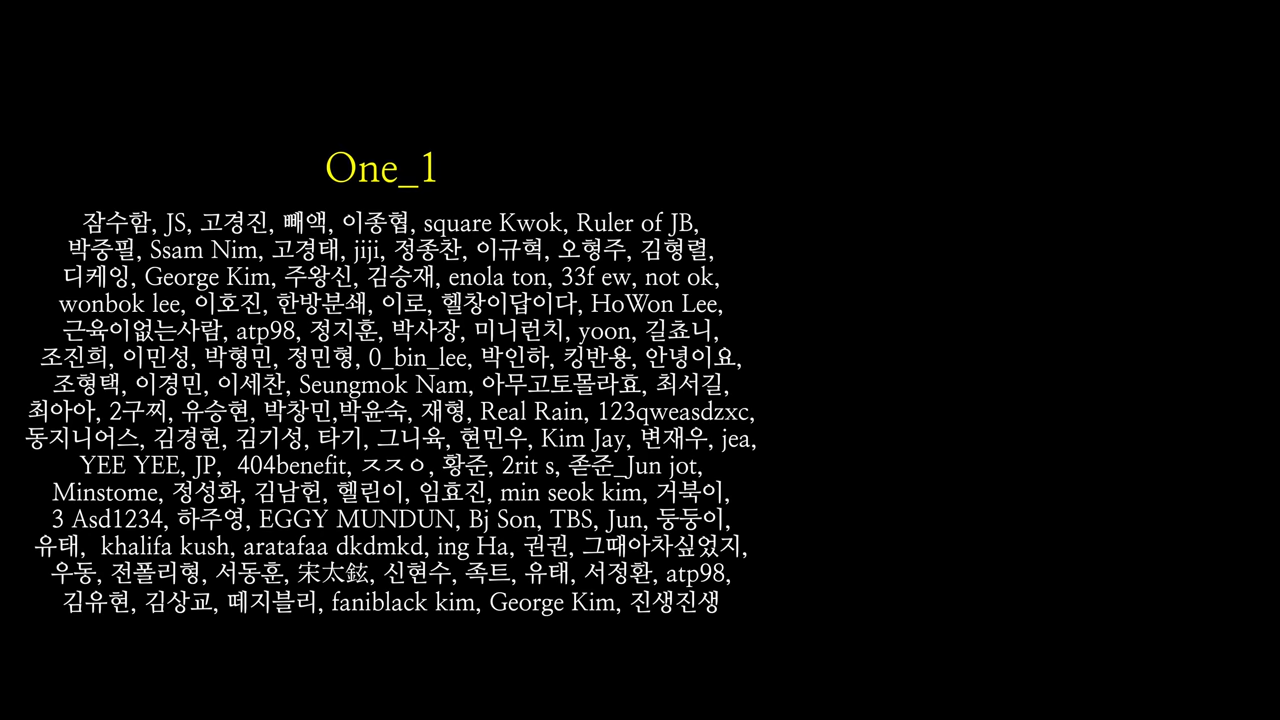 One_1
잠수함, JS, 고경진, 빼액, 이종협, square Kwok, Ruler of JB,
박중필, Ssam Nim, 고경태, jiji, 정종찬, 이규혁, 오형주, 김형렬,
디케잉, George Kim, 주왕신, 김승재, enola ton, 33f ew, not ok,
wonbok lee, 이호진, 한방분쇄, 이로, 헬창이답이다, HoWon Lee,
근육이없는사람, atp98, 정지훈, 박사장, 미니런치, yoon, 길쵸니,
조진희, 이민성, 박형민, 정민형, 0_bin_lee, 박인하, 킹반용, 안녕이요,
조형택, 이경민, 이세찬, Seungmok Nam, 아무고토몰라효, 최서길,
최아아, 2구찌, 유승현, 박창민,박윤숙, 재형, Real Rain, 123qweasdzxc,
동지니어스, 김경현, 김기성, 타기, 그니육, 현민우, Kim Jay, 변재우, jea,
YEE YEE, JP,  404benefit, ㅈㅈㅇ, 황준, 2rit s, 졷준_Jun jot,
Minstome, 정성화, 김남헌, 헬린이, 임효진, min seok kim, 거북이,
3 Asd1234, 하주영, EGGY MUNDUN, Bj Son, TBS, Jun, 둥둥이,
유태,  khalifa kush, aratafaa dkdmkd, ing Ha, 권권, 그때아차싶었지,
우동, 전폴리형, 서동훈, 宋太鉉, 신현수, 족트, 유태, 서정환, atp98,
김유현, 김상교, 떼지블리, faniblack kim, George Kim, 진생진생